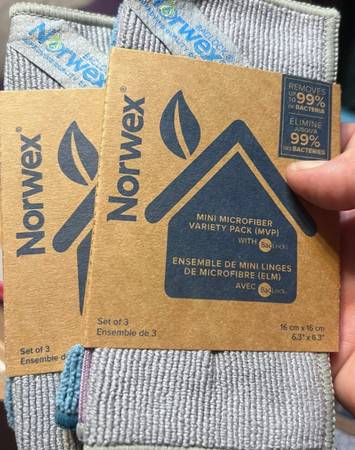 Norwex
Norwex
Norwex
Set of 3
Ensemble de
Norwex®
REMOVES
UP TO 99%
OF BACTERIA
ÉLIMINE
JUSQU'À
99%
DES BACTÉRIES
MINI MICROFIBER
VARIETY PACK (MVP)
WITH BacLock
ENSEMBLE DE MINI LINGES
DE MICROFIBRE (ELM)
AVEC BacLock
Set of 3
Ensemble de 3
16 cm x 16 cm
6.3" x 6.3"